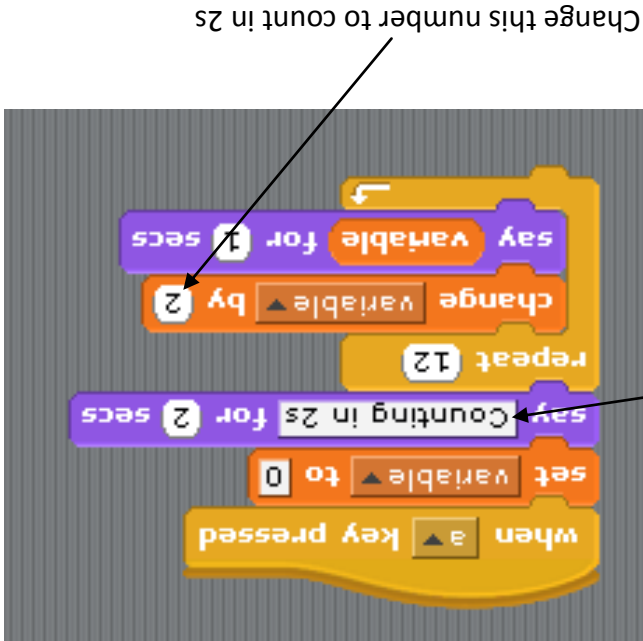 when a key pressed
set variable to 0
say Counting in 2s for 2 secs
repeat 12
change variable by 2
say variable for 1 secs
Change this number to count in 2s